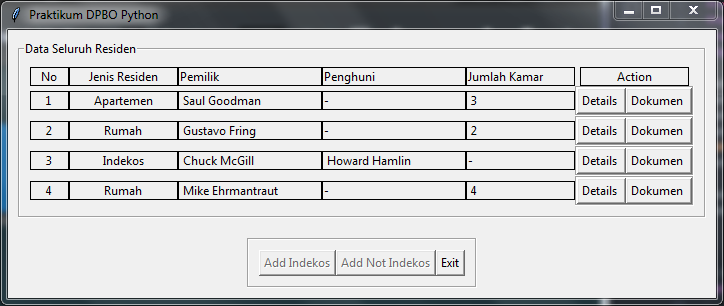 Praktikum DPBO Python
Data Seluruh Residen
No Jenis Residen Pemilik Penghuni Jumlah Kamar Action
1 Apartemen Saul Goodman - 3 Details Dokumen
2 Rumah Gustavo Fring - 2 Details Dokumen
3 Indekos Chuck McGill Howard Hamlin - Details Dokumen
4 Rumah Mike Ehrmantraut - 4 Details Dokumen
Add Indekos Add Not Indekos Exit